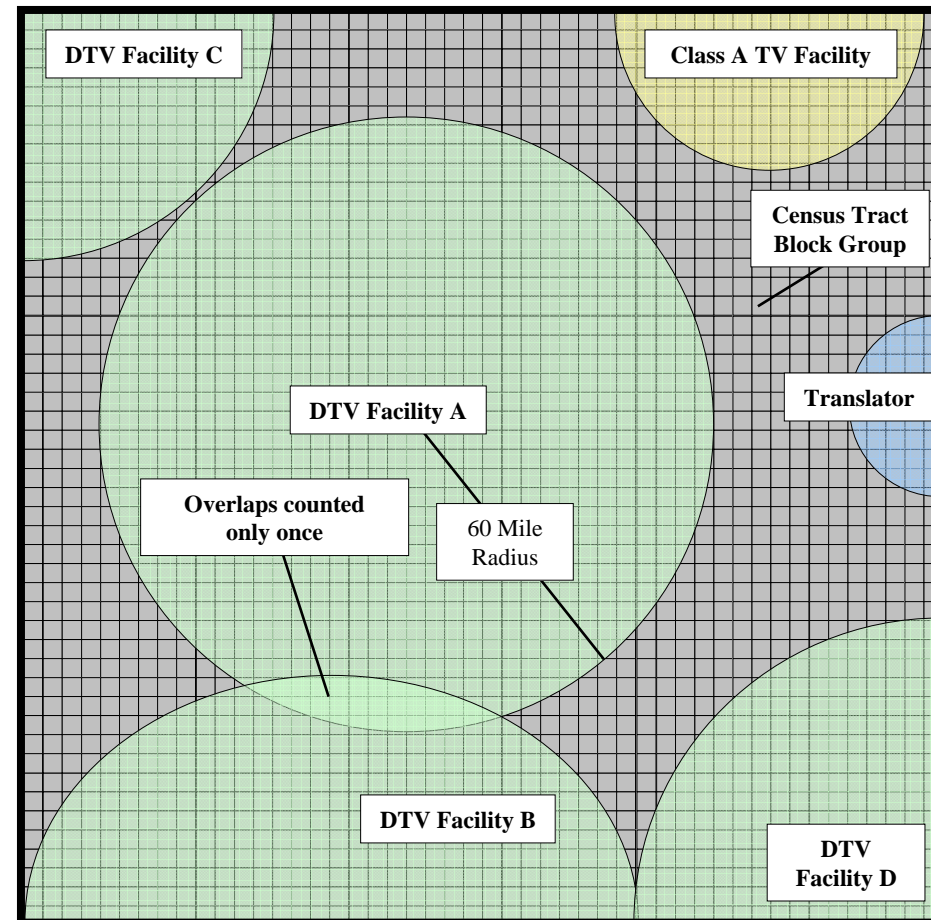 DTV Facility C
Class A TV Facility
Census Tract
Block Group
Translator
DTV Facility A
Overlaps counted
only once
60 Mile
Radius
DTV Facility B
DTV
Facility D